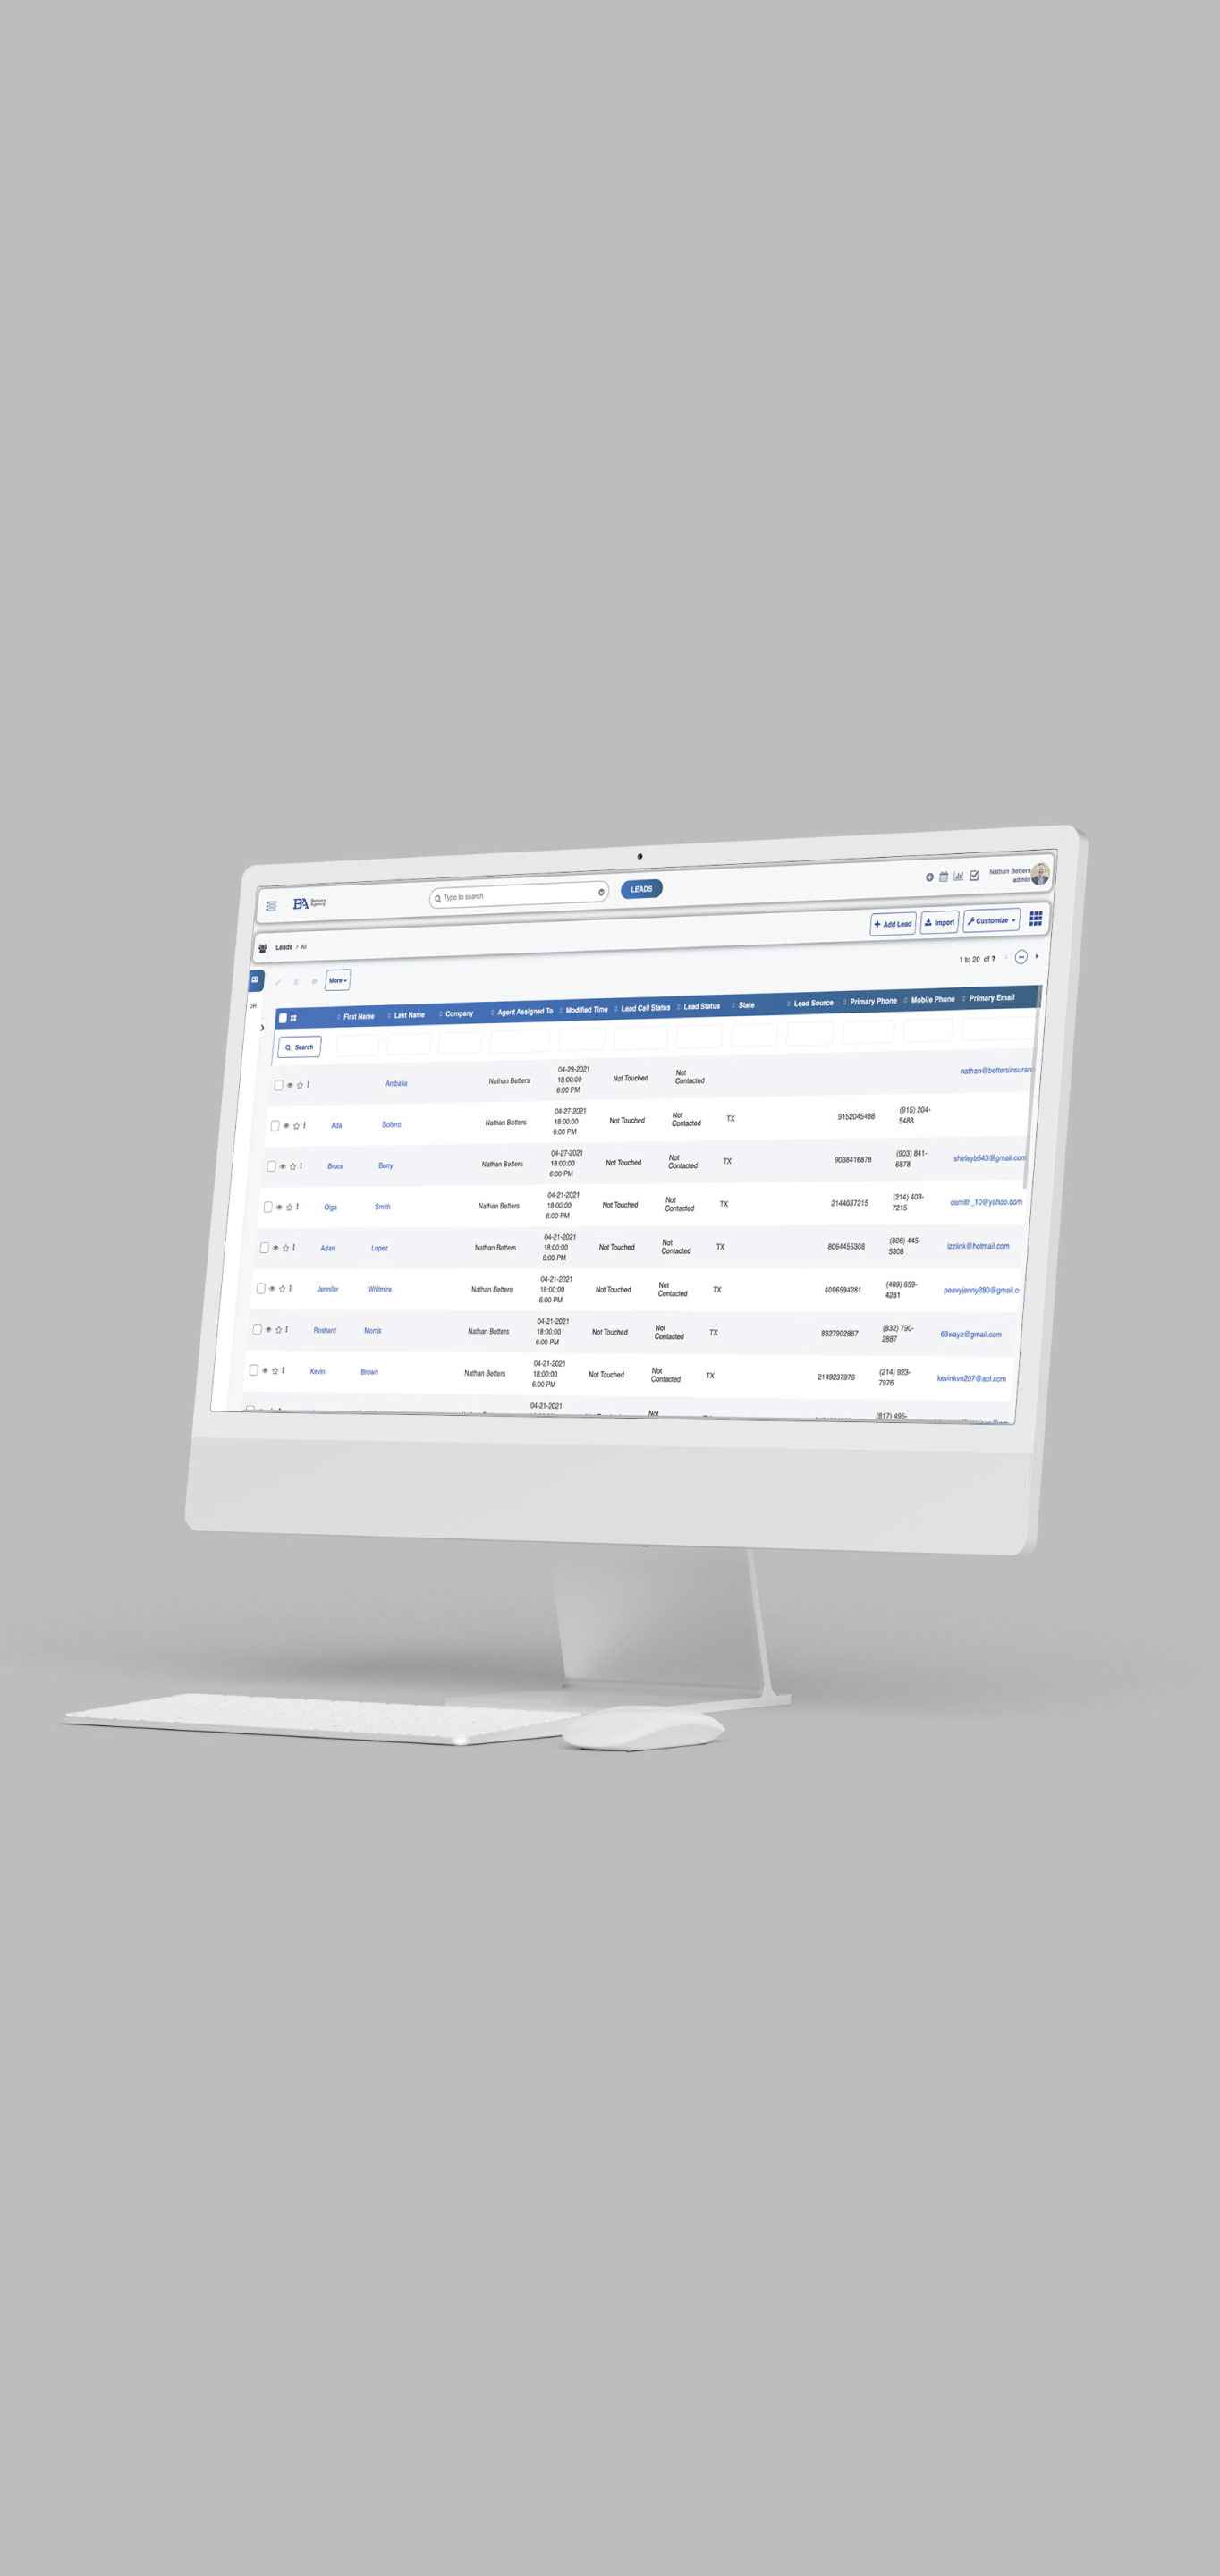 BA Betters Agency
Type to search
LEADS
Nathan Betters
admin
Leads > All
+ Add Lead
Import
Customize
More
1 to 20 of ?
First Name Last Name Company Agent Assigned To Modified Time Lead Call Status Lead Status State Lead Source Primary Phone Mobile Phone Primary Email
Search
Ambalia Nathan Betters 04-29-2021 18:00:00 6:00 PM Not Touched Not Contacted nathan@bettersinsuran
Ada Nathan Betters 04-27-2021 18:00:00 6:00 PM Not Touched Not Contacted TX 9152045488 (915) 204-5488
Bruce Berry Nathan Betters 04-27-2021 18:00:00 6:00 PM Not Touched Not Contacted TX 9038416878 (903) 841-6878 shirleyb543@gmail.com
Olga Smith Nathan Betters 04-21-2021 18:00:00 6:00 PM Not Touched Not Contacted TX 2144037215 (214) 403-7215 osmith_10@yahoo.com
Adan Lopez Nathan Betters 04-21-2021 18:00:00 6:00 PM Not Touched Not Contacted TX 8064455308 (806) 445-5308 izziink@hotmail.com
Jennifer Whitmire Nathan Betters 04-21-2021 18:00:00 6:00 PM Not Touched Not Contacted TX 4096594281 (409) 659-4281 peavyjenny280@gmail.c
Roshard Morris Nathan Betters 04-21-2021 18:00:00 6:00 PM Not Touched Not Contacted TX 8327902887 (832) 790-2887 63wayz@gmail.com
Kevin Brown Nathan Betters 04-21-2021 18:00:00 6:00 PM Not Touched Not Contacted TX 2149237976 (214) 923-7976 kevinkvn207@aol.com
04-21-2021 Not (817) 495-